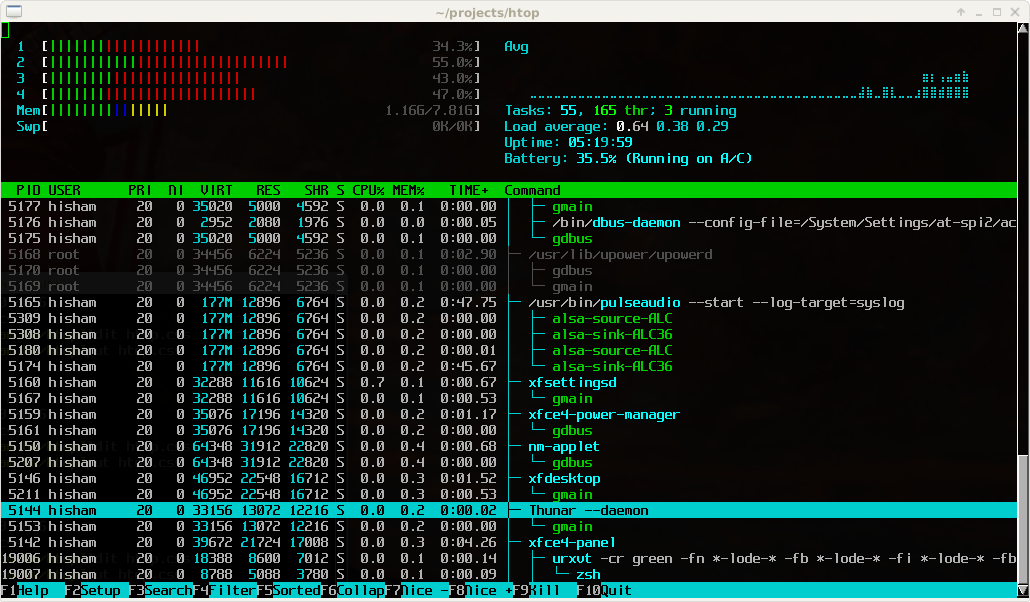 ~/projects/htop
1 [|||||||||||||||||||| 34.3%] Avg
2 [||||||||||||||||||||||||||||||| 55.0%]
3 [||||||||||||||||||||||||| 43.0%]
4 [||||||||||||||||||||||||||| 47.0%]
Mem[||||||||||||||||1.16G/7.81G] Tasks: 55, 165 thr; 3 running
Swp[ 0K/0K] Load average: 0.64 0.38 0.29
Uptime: 05:19:59
Battery: 35.5% (Running on A/C)
PID USER PRI NI VIRT RES SHR S CPU% MEM% TIME+ Command
5177 hisham 20 0 35020 5000 4592 S 0.0 0.1 0:00.00 │ ├─ gmain
5176 hisham 20 0 2952 2080 1976 S 0.0 0.0 0:00.05 │ ├─ /bin/dbus-daemon --config-file=/System/Settings/at-spi2/ac
5175 hisham 20 0 35020 5000 4592 S 0.0 0.1 0:00.00 │ └─ gdbus
5168 root 20 0 34456 6224 5236 S 0.0 0.1 0:02.90 ├─ /usr/lib/upower/upowerd
5170 root 20 0 34456 6224 5236 S 0.0 0.1 0:00.00 │ ├─ gdbus
5169 root 20 0 34456 6224 5236 S 0.0 0.1 0:00.00 │ └─ gmain
5165 hisham 20 0 177M 12896 6764 S 0.0 0.2 0:47.75 ├─ /usr/bin/pulseaudio --start --log-target=syslog
5309 hisham 20 0 177M 12896 6764 S 0.0 0.2 0:00.00 │ ├─ alsa-source-ALC
5308 hisham 20 0 177M 12896 6764 S 0.0 0.2 0:00.00 │ ├─ alsa-sink-ALC36
5180 hisham 20 0 177M 12896 6764 S 0.0 0.2 0:00.01 │ ├─ alsa-source-ALC
5174 hisham 20 0 177M 12896 6764 S 0.0 0.2 0:45.67 │ └─ alsa-sink-ALC36
5160 hisham 20 0 32288 11616 10624 S 0.7 0.1 0:00.67 ├─ xfsettingsd
5167 hisham 20 0 32288 11616 10624 S 0.0 0.1 0:00.53 │ └─ gmain
5159 hisham 20 0 35076 17196 14320 S 0.0 0.2 0:01.17 ├─ xfce4-power-manager
5161 hisham 20 0 35076 17196 14320 S 0.0 0.2 0:00.00 │ └─ gdbus
5150 hisham 20 0 64348 31912 22820 S 0.0 0.4 0:00.68 ├─ nm-applet
5207 hisham 20 0 64348 31912 22820 S 0.0 0.4 0:00.00 │ └─ gdbus
5146 hisham 20 0 46952 22548 16712 S 0.0 0.3 0:01.52 ├─ xfdesktop
5211 hisham 20 0 46952 22548 16712 S 0.0 0.3 0:00.53 │ └─ gmain
5144 hisham 20 0 33156 13072 12216 S 0.0 0.2 0:00.02 ├─ Thunar --daemon
5153 hisham 20 0 33156 13072 12216 S 0.0 0.2 0:00.00 │ └─ gmain
5142 hisham 20 0 39672 21724 17008 S 0.0 0.3 0:04.26 ├─ xfce4-panel
19006 hisham 20 0 18388 8600 7012 S 0.0 0.1 0:00.14 │ ├─ urxvt -cr green -fn *-lode-* -fb *-lode-* -fi *-lode-* -fb
19007 hisham 20 0 8788 5088 3780 S 0.0 0.1 0:00.09 │ │ └─ zsh
F1Help F2Setup F3SearchF4FilterF5SortedF6CollapF7Nice -F8Nice +F9Kill F10Quit